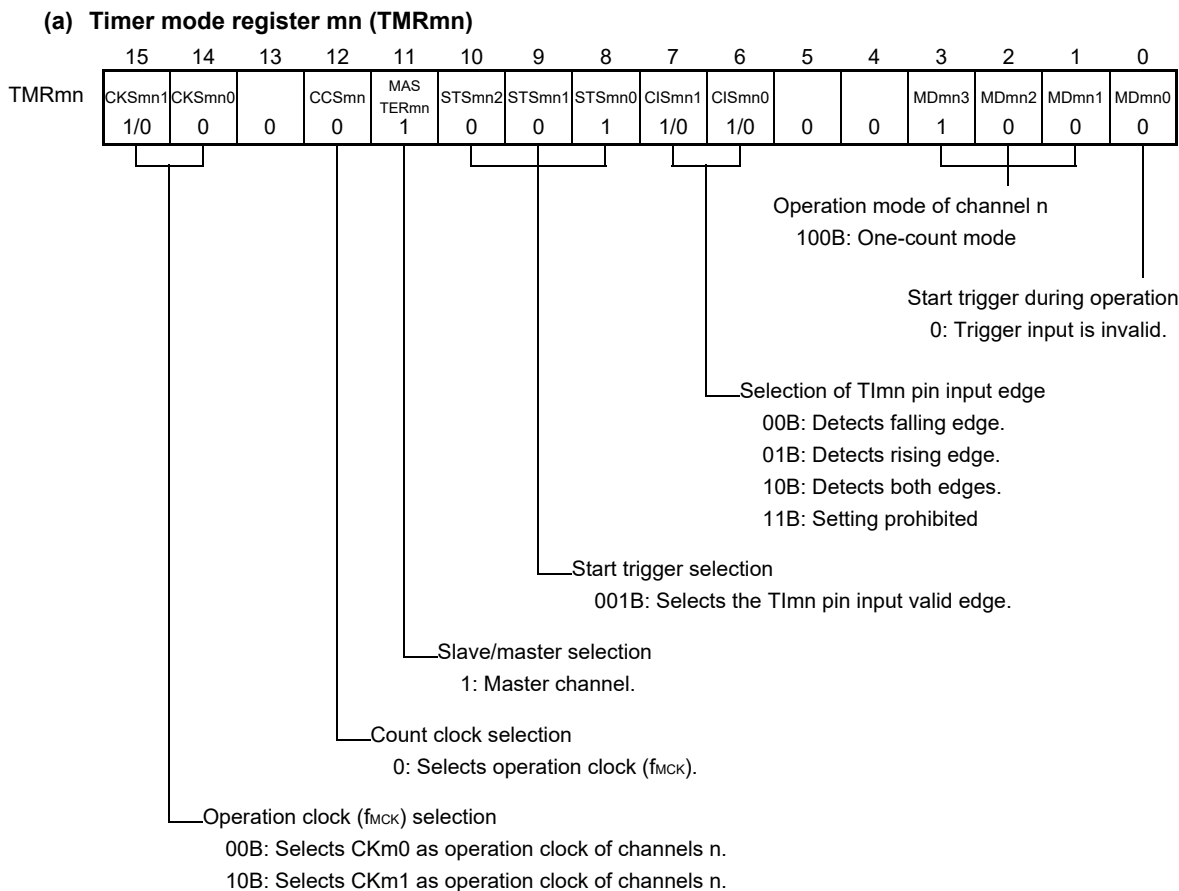 (a) Timer mode register mn (TMRmn)
15 14 13 12 11 10 9 8 7 6 5 4 3 2 1 0
TMRmn CKSmn1 CKSmn0 CCSmn MAS TERmn STSmn2 STSmn1 STSmn0 CISmn1 CISmn0 MDmn3 MDmn2 MDmn1 MDmn0
1/0 0 0 0 1 0 0 1 1/0 1/0 0 0 1 0 0 0
Operation mode of channel n
100B: One-count mode
Start trigger during operation
0: Trigger input is invalid.
Selection of TImn pin input edge
00B: Detects falling edge.
01B: Detects rising edge.
10B: Detects both edges.
11B: Setting prohibited
Start trigger selection
001B: Selects the TImn pin input valid edge.
Slave/master selection
1: Master channel.
Count clock selection
0: Selects operation clock (fMCK).
Operation clock (fMCK) selection
00B: Selects CKm0 as operation clock of channels n.
10B: Selects CKm1 as operation clock of channels n.